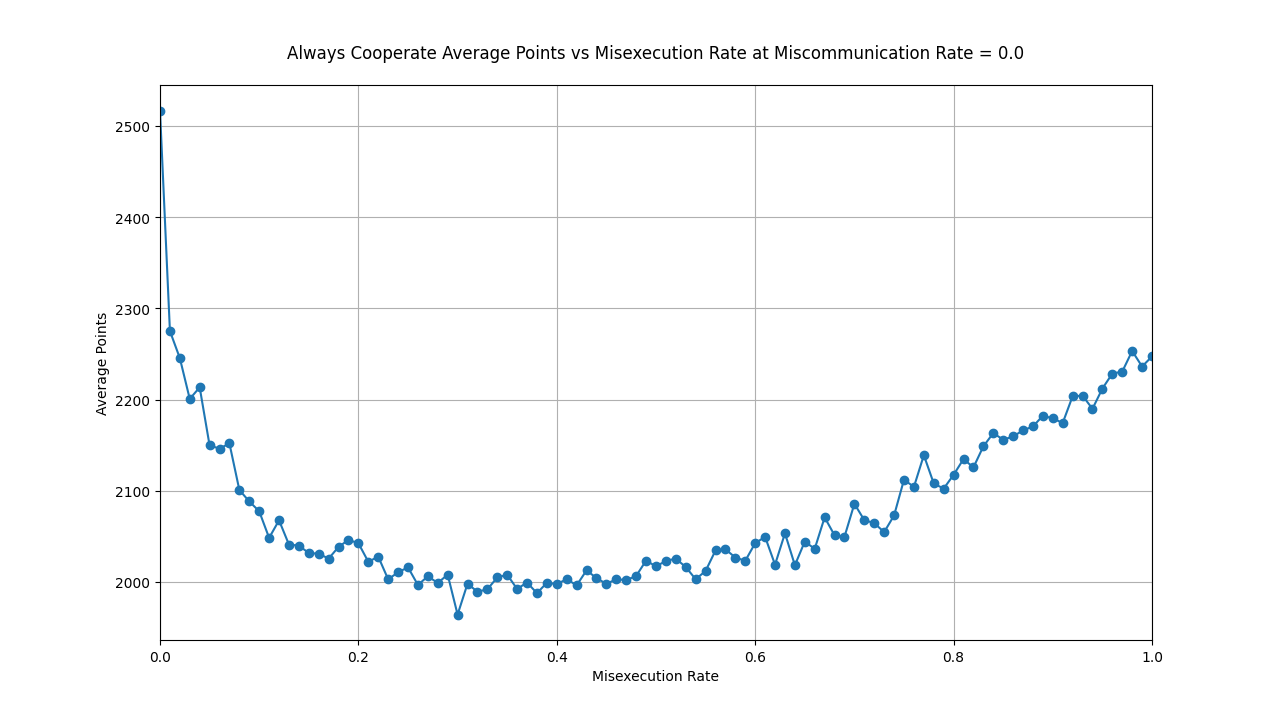 Always Cooperate Average Points vs Misexecution Rate at Miscommunication Rate = 0.0
2500
2400
2300
2200
2100
2000
Average Points
0.0 0.2 0.4 0.6 0.8 1.0
Misexecution Rate